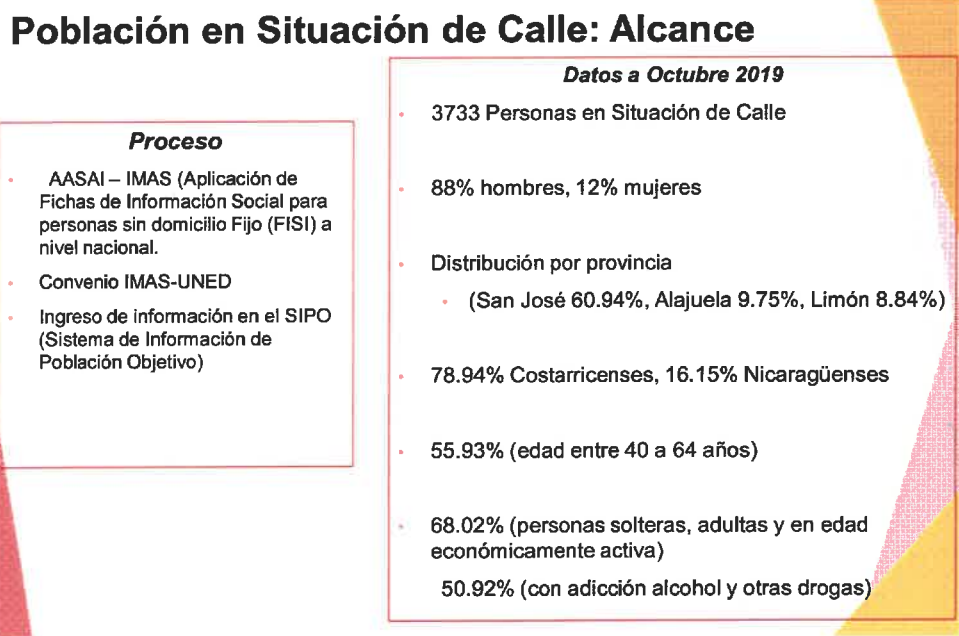 Población en Situación de Calle: Alcance
Proceso
AASAI – IMAS (Aplicación de
Fichas de Información Social para
personas sin domicilio Fijo (FISI) a
nivel nacional.
Convenio IMAS-UNED
Ingreso de información en el SIPO
(Sistema de Información de
Población Objetivo)
Datos a Octubre 2019
3733 Personas en Situación de Calle
88% hombres, 12% mujeres
Distribución por provincia
(San José 60.94%, Alajuela 9.75%, Limón 8.84%)
78.94% Costarricenses, 16.15% Nicaragüenses
55.93% (edad entre 40 a 64 años)
68.02% (personas solteras, adultas y en edad
económicamente activa)
50.92% (con adicción alcohol y otras drogas)